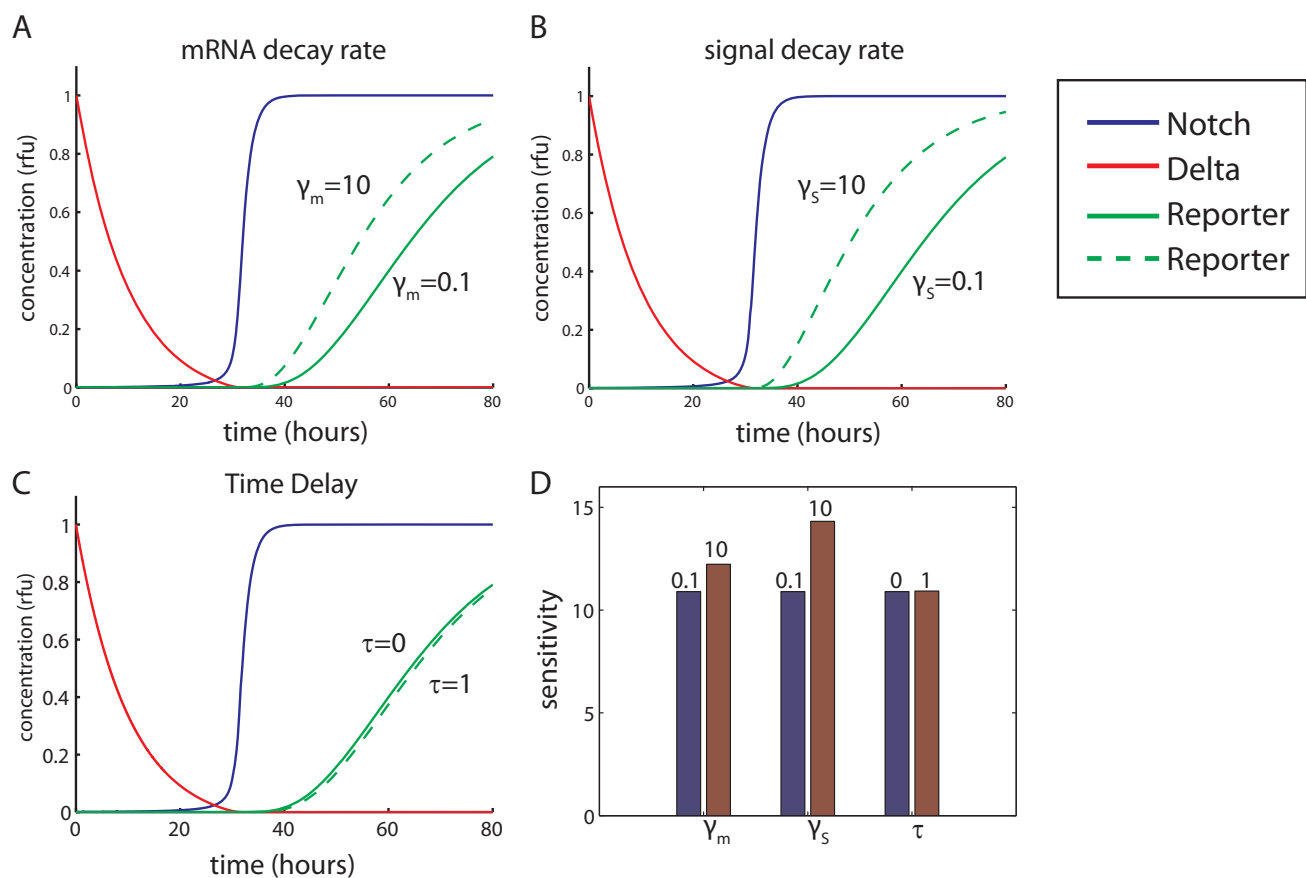 A
mRNA decay rate
concentration (rfu)
1
0.8
0.6
0.4
0.2
0
γm=10
γm=0.1
0 20 40 60 80
time (hours)
B
signal decay rate
concentration (rfu)
1
0.8
0.6
0.4
0.2
0
γS=10
γS=0.1
0 20 40 60 80
time (hours)
Notch
Delta
Reporter
Reporter
C
Time Delay
concentration (rfu)
1
0.8
0.6
0.4
0.2
0
τ=0
τ=1
0 20 40 60 80
time (hours)
D
sensitivity
15
10
5
0
0.1 10 0.1 10 0 1
γm γS τ